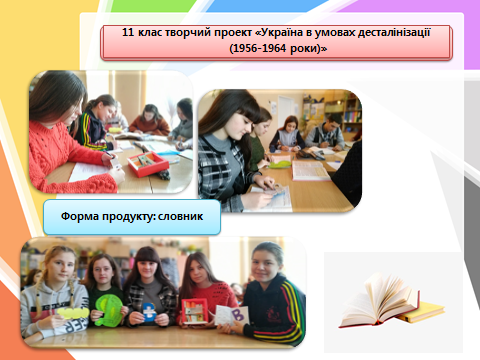 11 клас творчий проект «Україна в умовах десталінізації
(1956-1964 роки)»
Форма продукту: словник
В